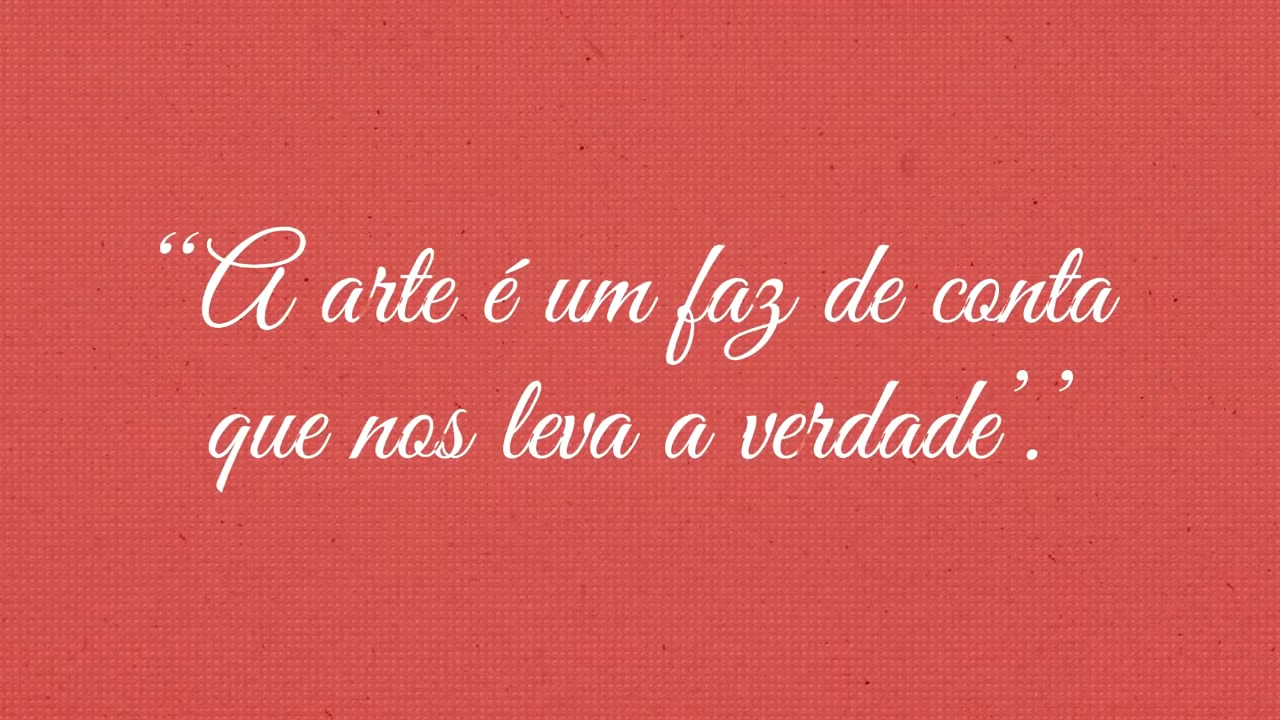 “A arte é um faz de conta
que nos leva a verdade’.’